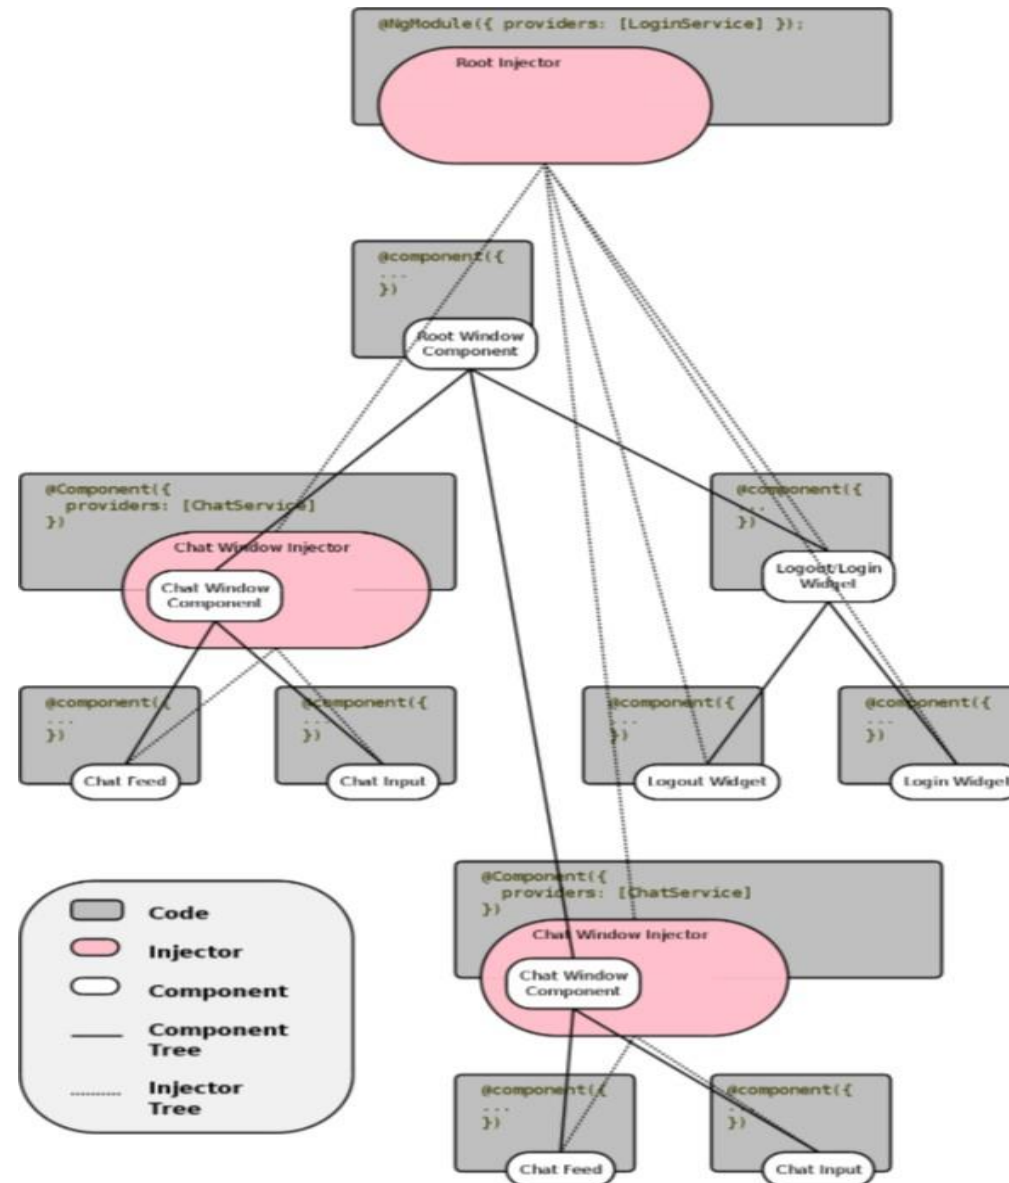 @NgModule({ providers: [LoginService] });
Root Injector
@component({
...
})
Root Window
Component
@Component({
providers: [ChatService]
})
Chat Window Injector
Chat Window
Component
@component({
...
})
Logout/Login
Widget
@component({
...
})
Chat Feed
@component({
...
})
Chat Input
@component({
...
})
Logout Widget
@component({
...
})
Login Widget
@Component({
providers: [ChatService]
})
Chat Window Injector
Chat Window
Component
@component({
...
})
Chat Feed
@component({
...
})
Chat Input
Code
Injector
Component
Component
Tree
Injector
Tree